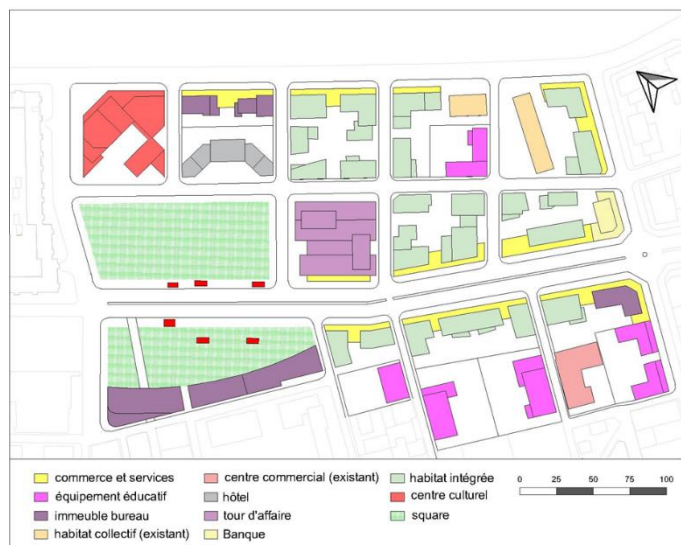 commerce et services
équipement éducatif
immeuble bureau
habitat collectif (existant)
centre commercial (existant)
hôtel
tour d'affaire
Banque
habitat intégrée
centre culturel
square
0 25 50 75 100